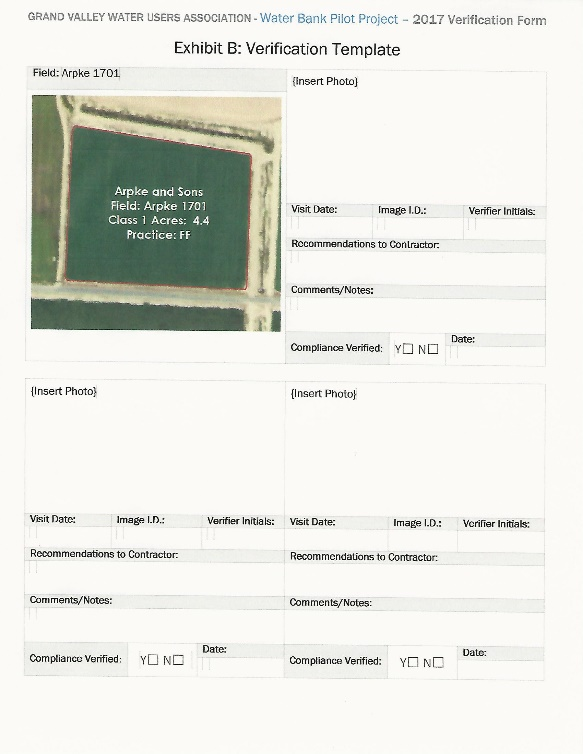 GRAND VALLEY WATER USERS ASSOCIATION - Water Bank Pilot Project – 2017 Verification Form
Exhibit B: Verification Template
Field: Arpke 1701
Arpke and Sons
Field: Arpke 1701
Class 1 Acres: 4.4
Practice: FF
{Insert Photo}
Visit Date: Image I.D.: Verifier Initials:
Recommendations to Contractor:
Comments/Notes:
Compliance Verified: Y☐ N☐ Date:
{Insert Photo}
Visit Date: Image I.D.: Verifier Initials:
Recommendations to Contractor:
Comments/Notes:
Compliance Verified: Y☐ N☐ Date:
{Insert Photo}
Visit Date: Image I.D.: Verifier Initials:
Recommendations to Contractor:
Comments/Notes:
Compliance Verified: Y☐ N☐ Date: